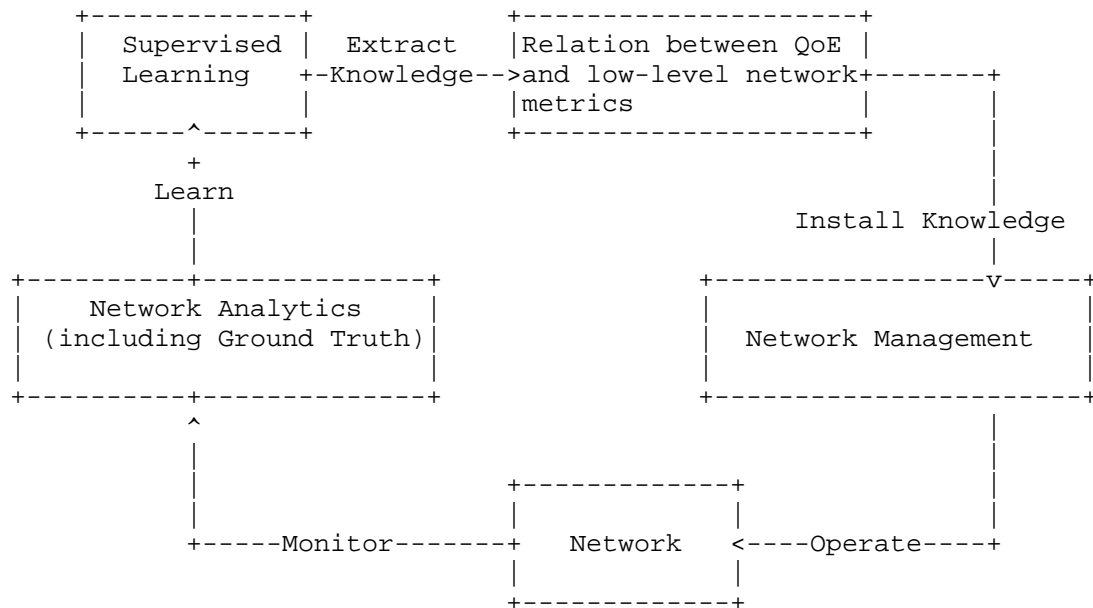 Supervised Learning
Extract Knowledge
Relation between QoE
and low-level network
metrics
Learn
Install Knowledge
Network Analytics
(including Ground Truth)
Network Management
Monitor
Network
Operate